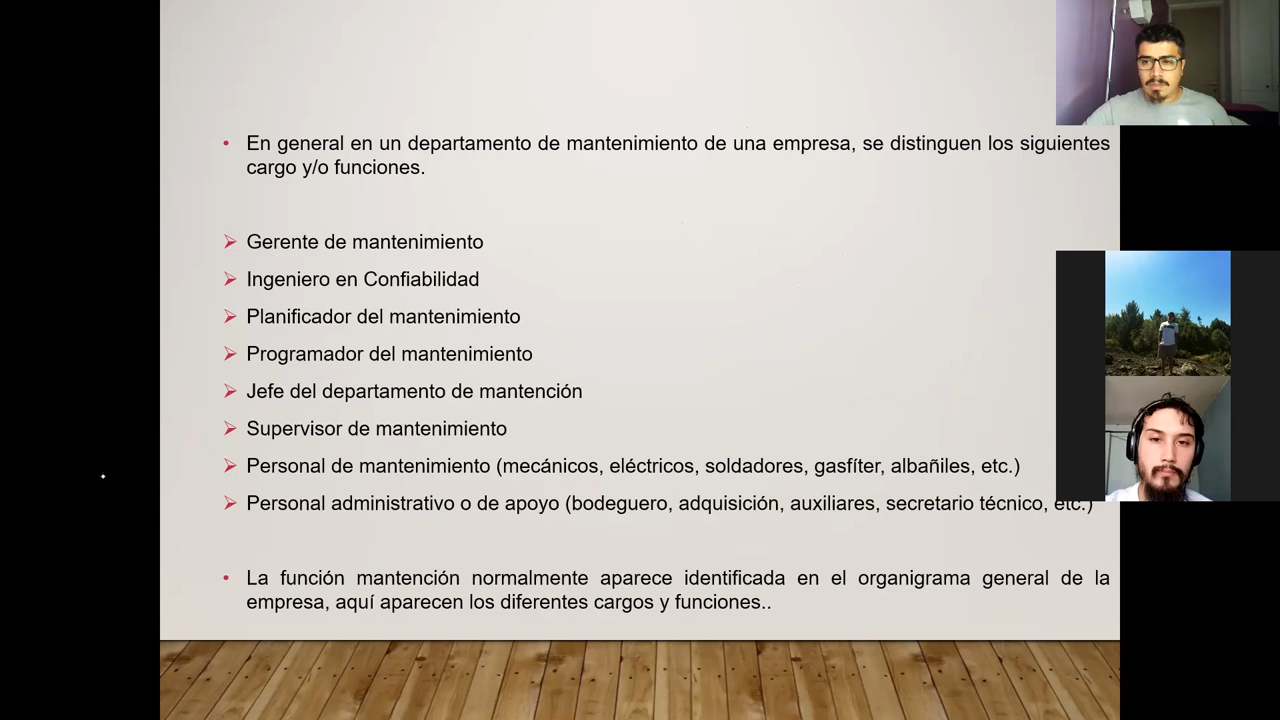 En general en un departamento de mantenimiento de una empresa, se distinguen los siguientes
cargo y/o funciones.
Gerente de mantenimiento
Ingeniero en Confiabilidad
Planificador del mantenimiento
Programador del mantenimiento
Jefe del departamento de mantención
Supervisor de mantenimiento
Personal de mantenimiento (mecánicos, eléctricos, soldadores, gasfíter, albañiles, etc.)
Personal administrativo o de apoyo (bodeguero, adquisición, auxiliares, secretario técnico, etc.)
La función mantención normalmente aparece identificada en el organigrama general de la
empresa, aquí aparecen los diferentes cargos y funciones..